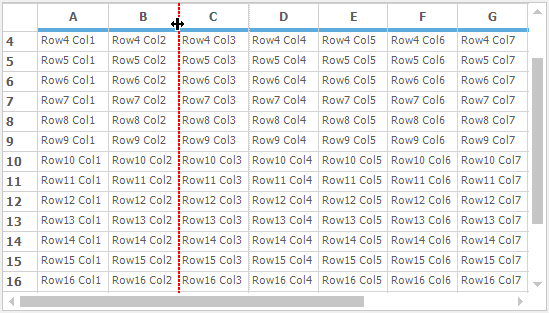 A B C D E F G
4 Row4 Col1 Row4 Col2 Row4 Col3 Row4 Col4 Row4 Col5 Row4 Col6 Row4 Col7
5 Row5 Col1 Row5 Col2 Row5 Col3 Row5 Col4 Row5 Col5 Row5 Col6 Row5 Col7
6 Row6 Col1 Row6 Col2 Row6 Col3 Row6 Col4 Row6 Col5 Row6 Col6 Row6 Col7
7 Row7 Col1 Row7 Col2 Row7 Col3 Row7 Col4 Row7 Col5 Row7 Col6 Row7 Col7
8 Row8 Col1 Row8 Col2 Row8 Col3 Row8 Col4 Row8 Col5 Row8 Col6 Row8 Col7
9 Row9 Col1 Row9 Col2 Row9 Col3 Row9 Col4 Row9 Col5 Row9 Col6 Row9 Col7
10 Row10 Col1 Row10 Col2 Row10 Col3 Row10 Col4 Row10 Col5 Row10 Col6 Row10 Col7
11 Row11 Col1 Row11 Col2 Row11 Col3 Row11 Col4 Row11 Col5 Row11 Col6 Row11 Col7
12 Row12 Col1 Row12 Col2 Row12 Col3 Row12 Col4 Row12 Col5 Row12 Col6 Row12 Col7
13 Row13 Col1 Row13 Col2 Row13 Col3 Row13 Col4 Row13 Col5 Row13 Col6 Row13 Col7
14 Row14 Col1 Row14 Col2 Row14 Col3 Row14 Col4 Row14 Col5 Row14 Col6 Row14 Col7
15 Row15 Col1 Row15 Col2 Row15 Col3 Row15 Col4 Row15 Col5 Row15 Col6 Row15 Col7
16 Row16 Col1 Row16 Col2 Row16 Col3 Row16 Col4 Row16 Col5 Row16 Col6 Row16 Col7